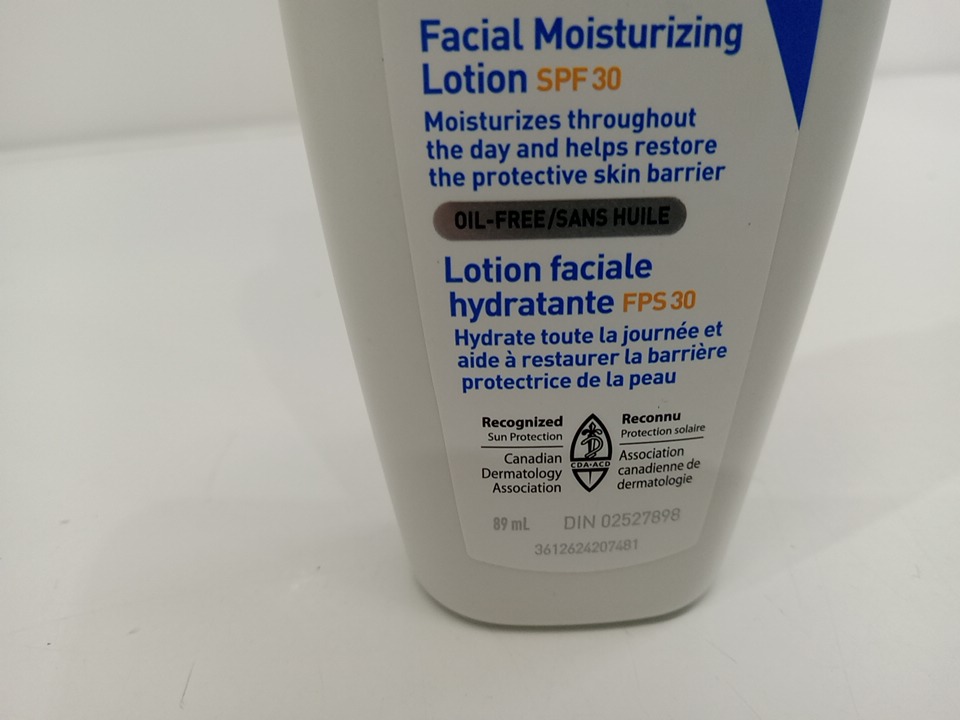 Facial Moisturizing
Lotion SPF 30
Moisturizes throughout
the day and helps restore
the protective skin barrier
OIL-FREE/SANS HUILE
Lotion faciale
hydratante FPS 30
Hydrate toute la journée et
aide à restaurer la barrière
protectrice de la peau
Recognized
Sun Protection
Canadian
Dermatology
Association
CDA•ACD
Reconnu
Protection solaire
Association
canadienne de
dermatologie
89 mL DIN 02527898
3612624207481